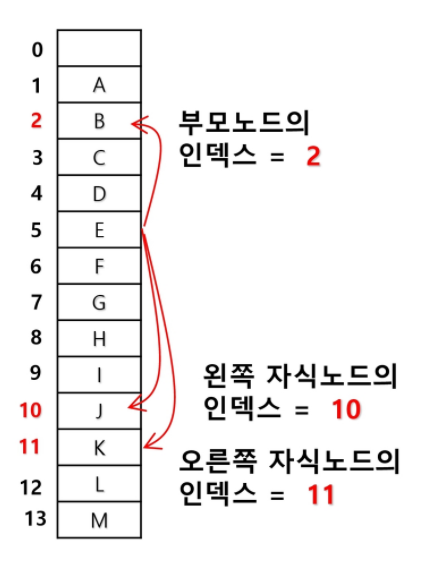 0
1 A
2 B
부모노드의
인덱스 = 2
3 C
4 D
5 E
6 F
7 G
8 H
9 I
왼쪽 자식노드의
인덱스 = 10
10 J
11 K
오른쪽 자식노드의
인덱스 = 11
12 L
13 M